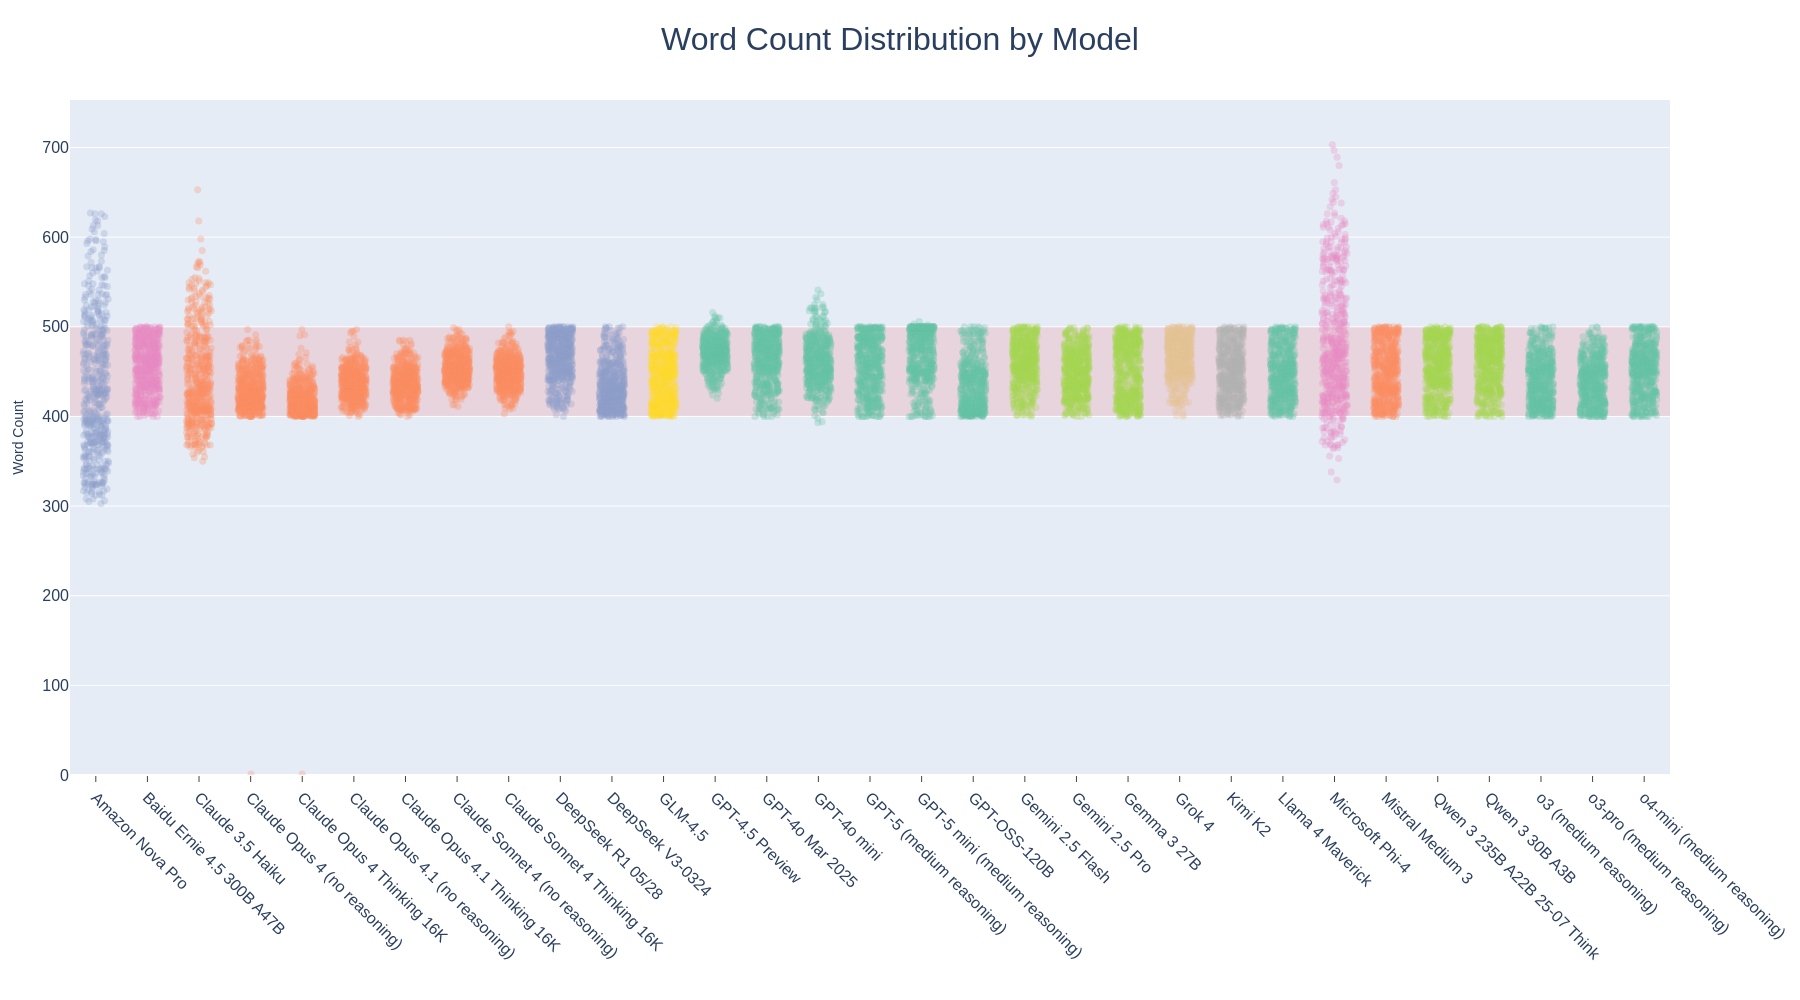 Word Count Distribution by Model
700
600
500
400
300
200
100
0
Word Count
Amazon Nova Pro
Baidu Ernie 4.5 300B A47B
Claude 3.5 Haiku
Claude Opus 4 (no reasoning)
Claude Opus 4 Thinking 16K
Claude Opus 4.1 (no reasoning)
Claude Opus 4.1 Thinking 16K
Claude Sonnet 4 (no reasoning)
Claude Sonnet 4 Thinking 16K
DeepSeek R1 05/28
DeepSeek V3-0324
GLM-4.5
GPT-4.5 Preview
GPT-4o Mar 2025
GPT-4o mini
GPT-5 (medium reasoning)
GPT-5 mini (medium reasoning)
GPT-OSS-120B
Gemini 2.5 Flash
Gemini 2.5 Pro
Gemma 3 27B
Grok 4
Kimi K2
Llama 4 Maverick
Microsoft Phi-4
Mistral Medium 3
Qwen 3 235B A22B 25-07 Think
Qwen 3 30B A3B
o3 (medium reasoning)
o3-pro (medium reasoning)
o4-mini (medium reasoning)